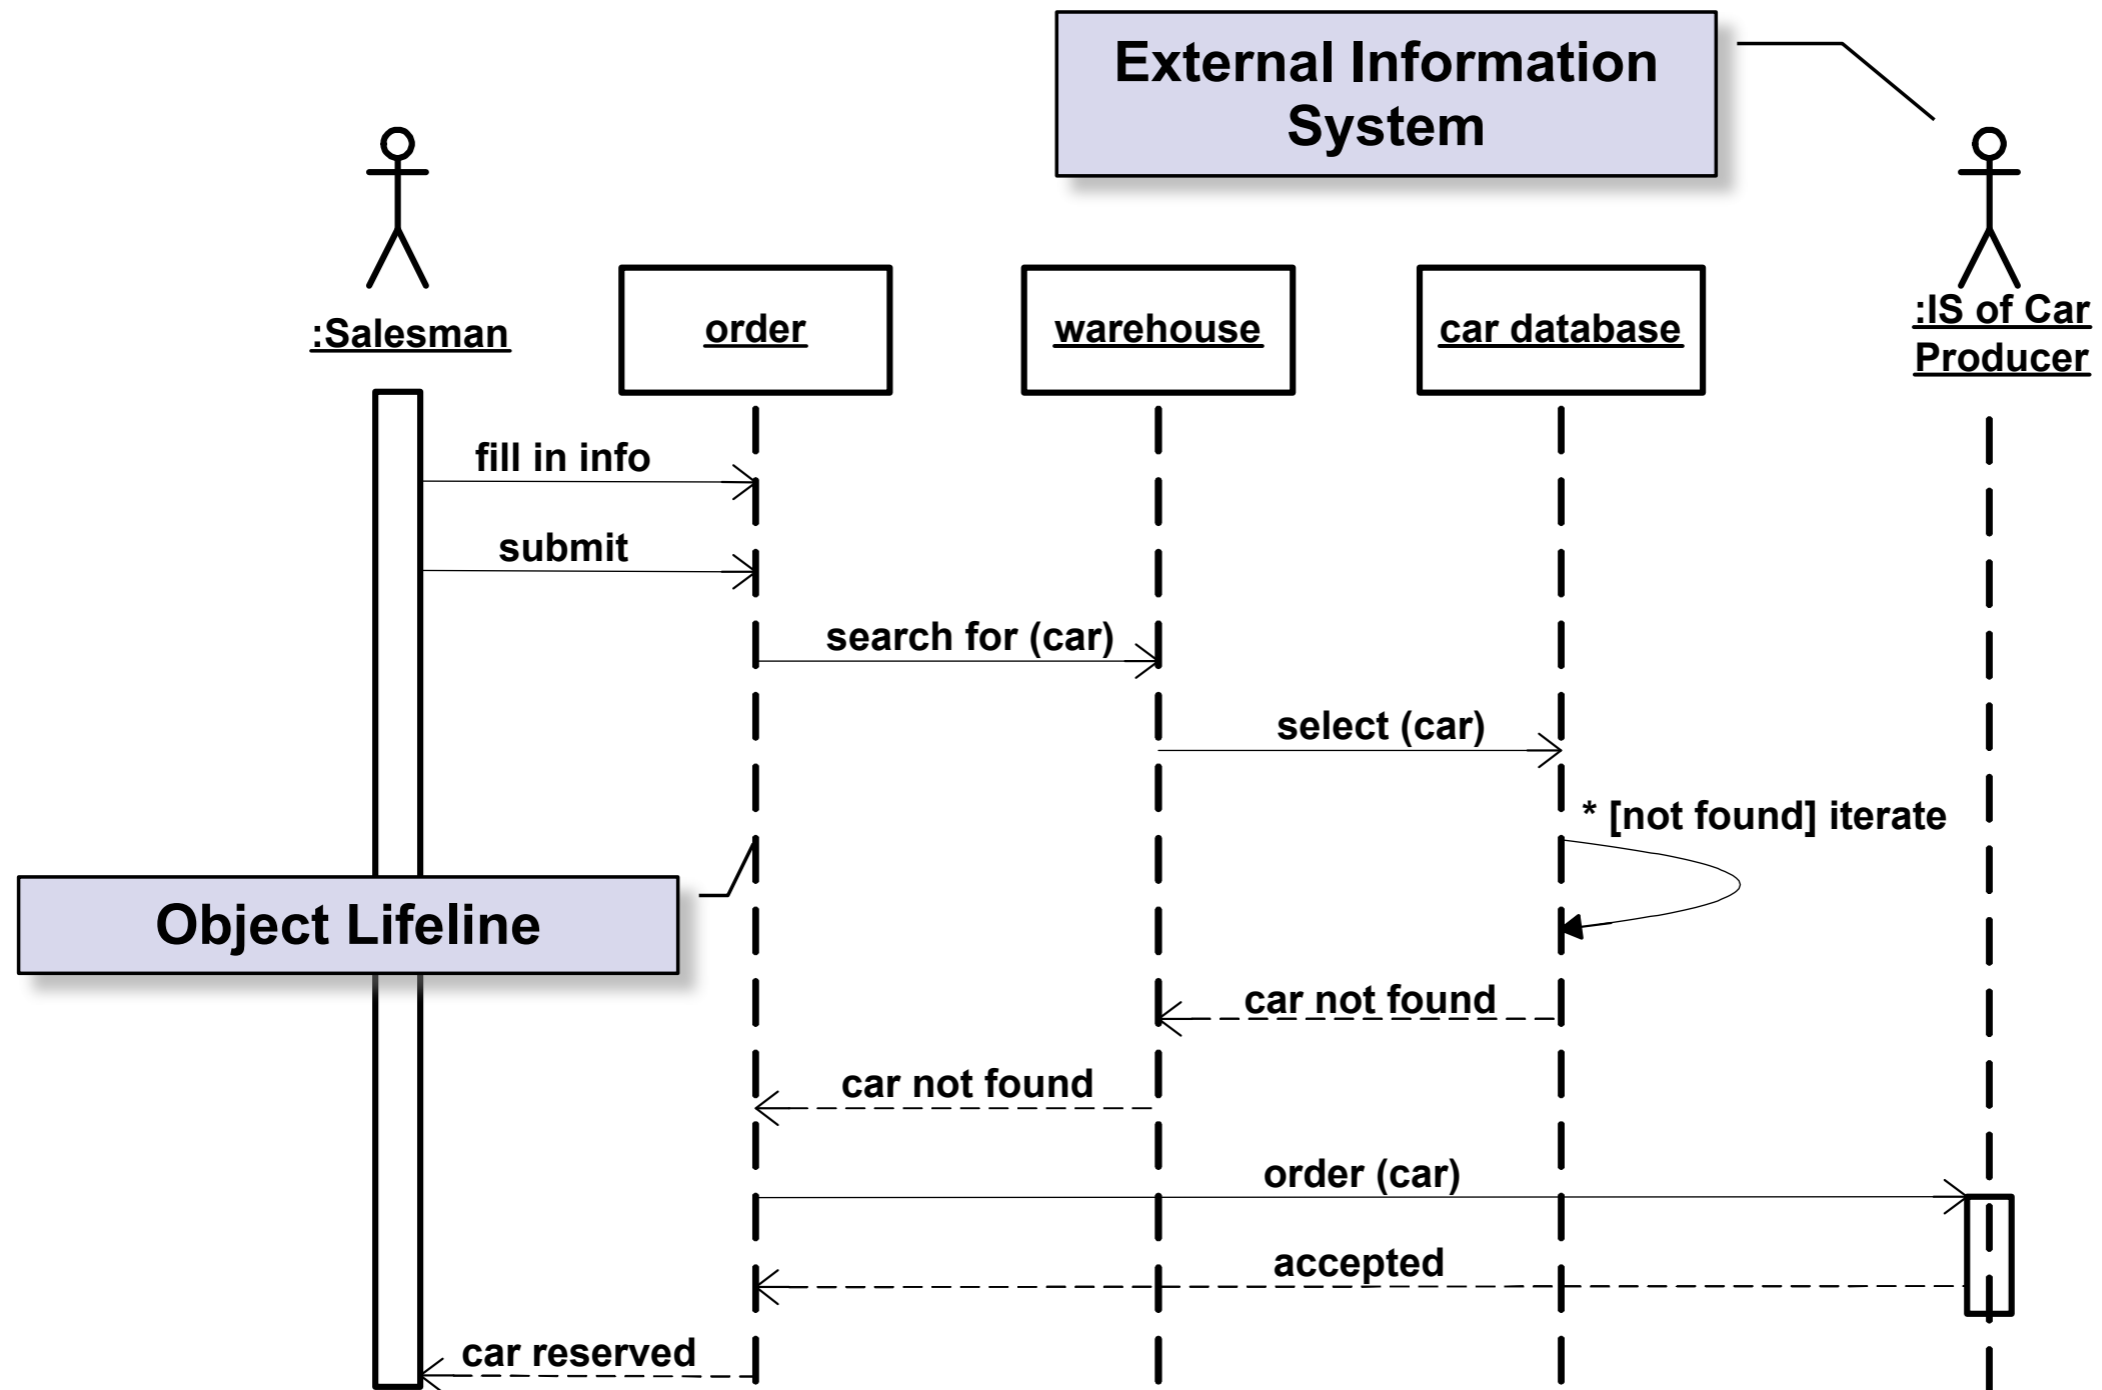 External Information
System
:Salesman
order
warehouse
car database
:IS of Car
Producer
fill in info
submit
search for (car)
select (car)
* [not found] iterate
Object Lifeline
car not found
car not found
order (car)
accepted
car reserved